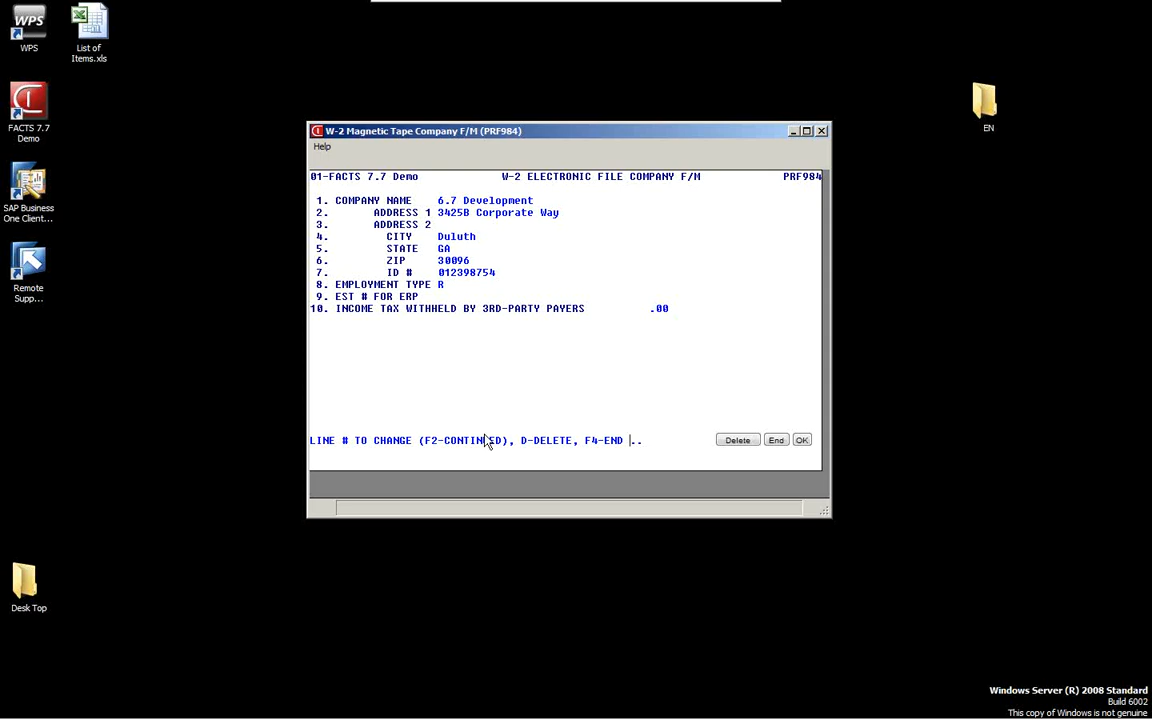 WPS
WPS
List of
Items.xls
FACTS 7.7
Demo
SAP Business
One Client...
Remote
Supp...
Desk Top
EN
W-2 Magnetic Tape Company F/M (PRF984)
Help
01-FACTS 7.7 Demo W-2 ELECTRONIC FILE COMPANY F/M PRF984
1. COMPANY NAME 6.7 Development
2. ADDRESS 1 3425B Corporate Way
3. ADDRESS 2
4. CITY Duluth
5. STATE GA
6. ZIP 30096
7. ID # 012398754
8. EMPLOYMENT TYPE R
9. EST # FOR ERP
10. INCOME TAX WITHHELD BY 3RD-PARTY PAYERS .00
LINE # TO CHANGE (F2-CONTINUED), D-DELETE, F4-END .. Delete End OK
Windows Server (R) 2008 Standard
Build 6002
This copy of Windows is not genuine